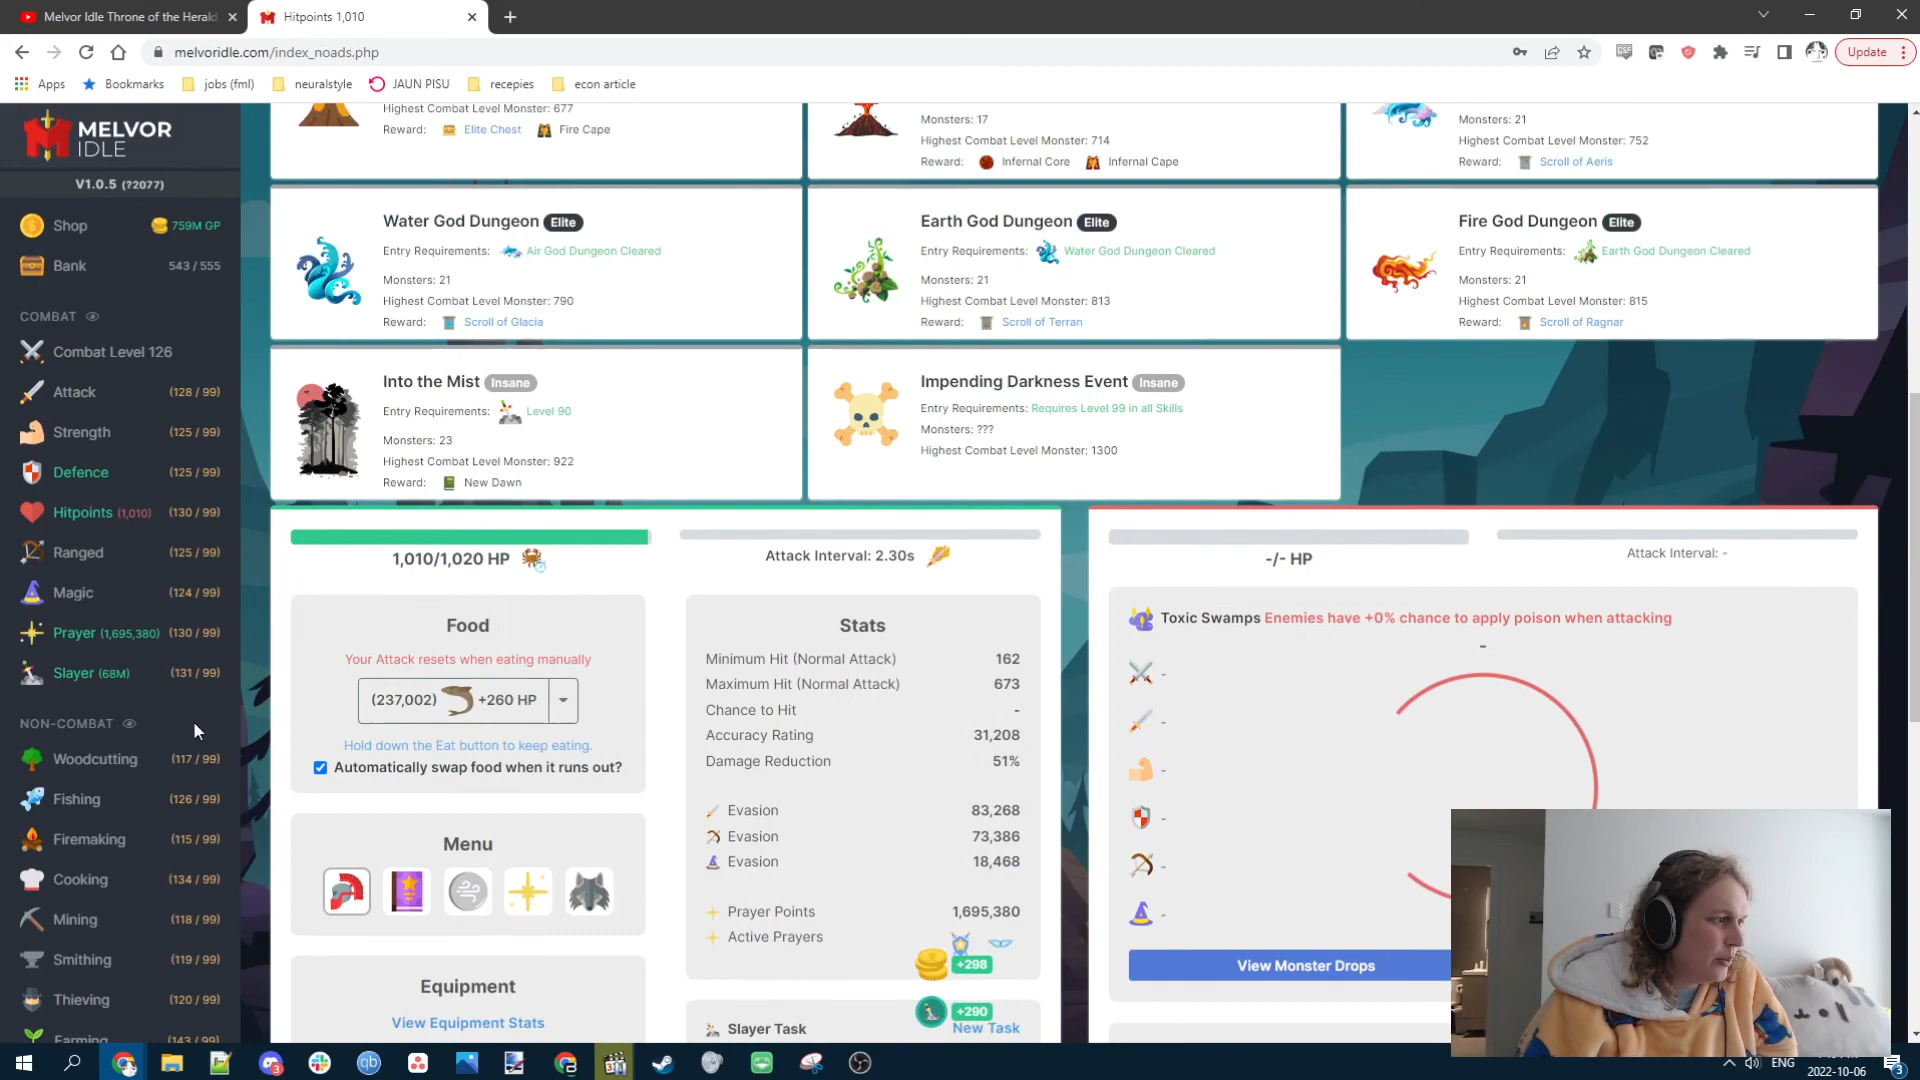 Melvor Idle Throne of the Herald
Hitpoints 1,010
melvoridle.com/index_noads.php
Update
Apps
Bookmarks
jobs (fml)
neuralstyle
JAUN PISU
recepies
econ article
MELVOR
IDLE
V1.0.5 (?2077)
Shop 759M GP
Bank 543 / 555
COMBAT
Combat Level 126
Attack (128 / 99)
Strength (125 / 99)
Defence (125 / 99)
Hitpoints (1,010) (130 / 99)
Ranged (125 / 99)
Magic (124 / 99)
Prayer (1,695,380) (130 / 99)
Slayer (68M) (131 / 99)
NON-COMBAT
Woodcutting (117 / 99)
Fishing (126 / 99)
Firemaking (115 / 99)
Cooking (134 / 99)
Mining (118 / 99)
Smithing (119 / 99)
Thieving (120 / 99)
Farming (143 / 99)
Highest Combat Level Monster: 677
Reward: Elite Chest Fire Cape
Monsters: 17
Highest Combat Level Monster: 714
Reward: Infernal Core Infernal Cape
Monsters: 21
Highest Combat Level Monster: 752
Reward: Scroll of Aeris
Water God Dungeon Elite
Entry Requirements: Air God Dungeon Cleared
Monsters: 21
Highest Combat Level Monster: 790
Reward: Scroll of Glacia
Earth God Dungeon Elite
Entry Requirements: Water God Dungeon Cleared
Monsters: 21
Highest Combat Level Monster: 813
Reward: Scroll of Terran
Fire God Dungeon Elite
Entry Requirements: Earth God Dungeon Cleared
Monsters: 21
Highest Combat Level Monster: 815
Reward: Scroll of Ragnar
Into the Mist Insane
Entry Requirements: Level 90
Monsters: 23
Highest Combat Level Monster: 922
Reward: New Dawn
Impending Darkness Event Insane
Entry Requirements: Requires Level 99 in all Skills
Monsters: ???
Highest Combat Level Monster: 1300
1,010/1,020 HP
Attack Interval: 2.30s
Food
Your Attack resets when eating manually
(237,002) +260 HP
Hold down the Eat button to keep eating.
Automatically swap food when it runs out?
Menu
Equipment
View Equipment Stats
Stats
Minimum Hit (Normal Attack) 162
Maximum Hit (Normal Attack) 673
Chance to Hit -
Accuracy Rating 31,208
Damage Reduction 51%
Evasion 83,268
Evasion 73,386
Evasion 18,468
Prayer Points 1,695,380
Active Prayers
+298
+290
Slayer Task New Task
-/- HP
Attack Interval: -
Toxic Swamps Enemies have +0% chance to apply poison when attacking
-
-
-
-
-
-
-
View Monster Drops
ENG
2022-10-06
3